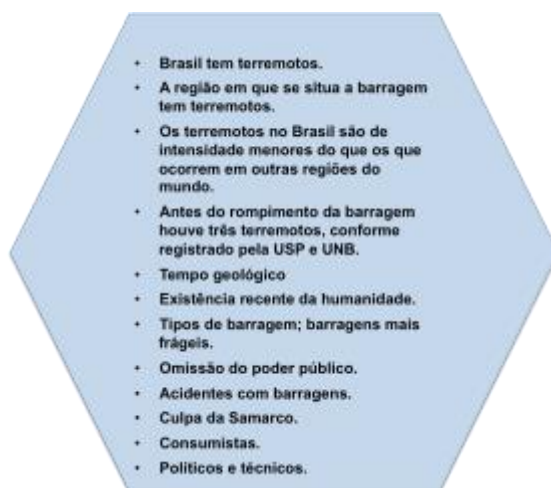 • Brasil tem terremotos.
• A região em que se situa a barragem
tem terremotos.
• Os terremotos no Brasil são de
intensidade menores do que os que
ocorrem em outras regiões do
mundo.
• Antes do rompimento da barragem
houve três terremotos, conforme
registrado pela USP e UNB.
• Tempo geológico
• Existência recente da humanidade.
• Tipos de barragem; barragens mais
frágeis.
• Omissão do poder público.
• Acidentes com barragens.
• Culpa da Samarco.
• Consumistas.
• Políticos e técnicos.